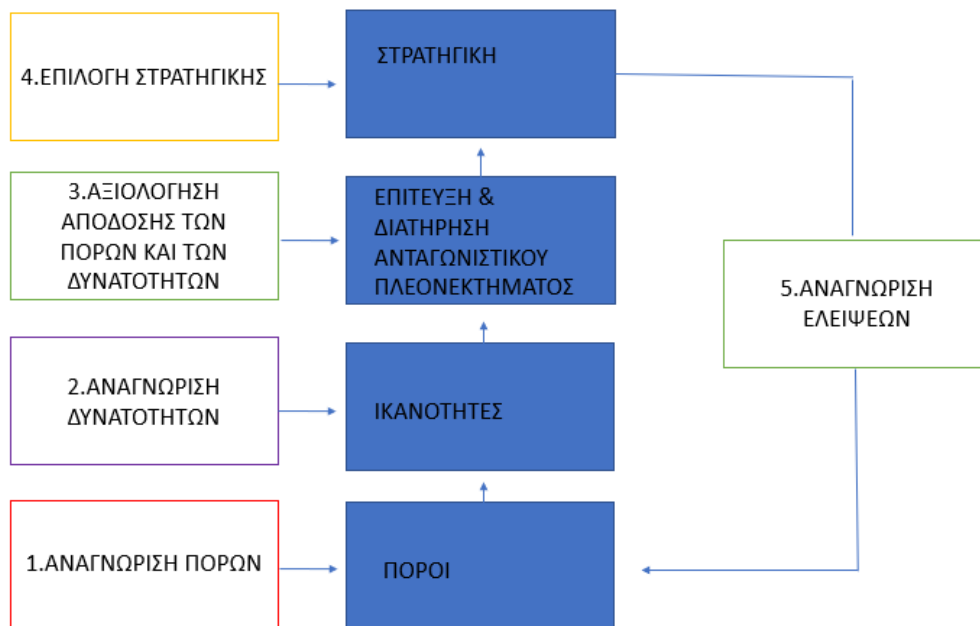 4.ΕΠΙΛΟΓΗ ΣΤΡΑΤΗΓΙΚΗΣ
ΣΤΡΑΤΗΓΙΚΗ
3.ΑΞΙΟΛΟΓΗΣΗ
ΑΠΟΔΟΣΗΣ ΤΩΝ
ΠΟΡΩΝ ΚΑΙ ΤΩΝ
ΔΥΝΑΤΟΤΗΤΩΝ
ΕΠΙΤΕΥΞΗ &
ΔΙΑΤΗΡΗΣΗ
ΑΝΤΑΓΩΝΙΣΤΙΚΟΥ
ΠΛΕΟΝΕΚΤΗΜΑΤΟΣ
5.ΑΝΑΓΝΩΡΙΣΗ
ΕΛΕΙΨΕΩΝ
2.ΑΝΑΓΝΩΡΙΣΗ
ΔΥΝΑΤΟΤΗΤΩΝ
ΙΚΑΝΟΤΗΤΕΣ
1.ΑΝΑΓΝΩΡΙΣΗ ΠΟΡΩΝ
ΠΟΡΟΙ